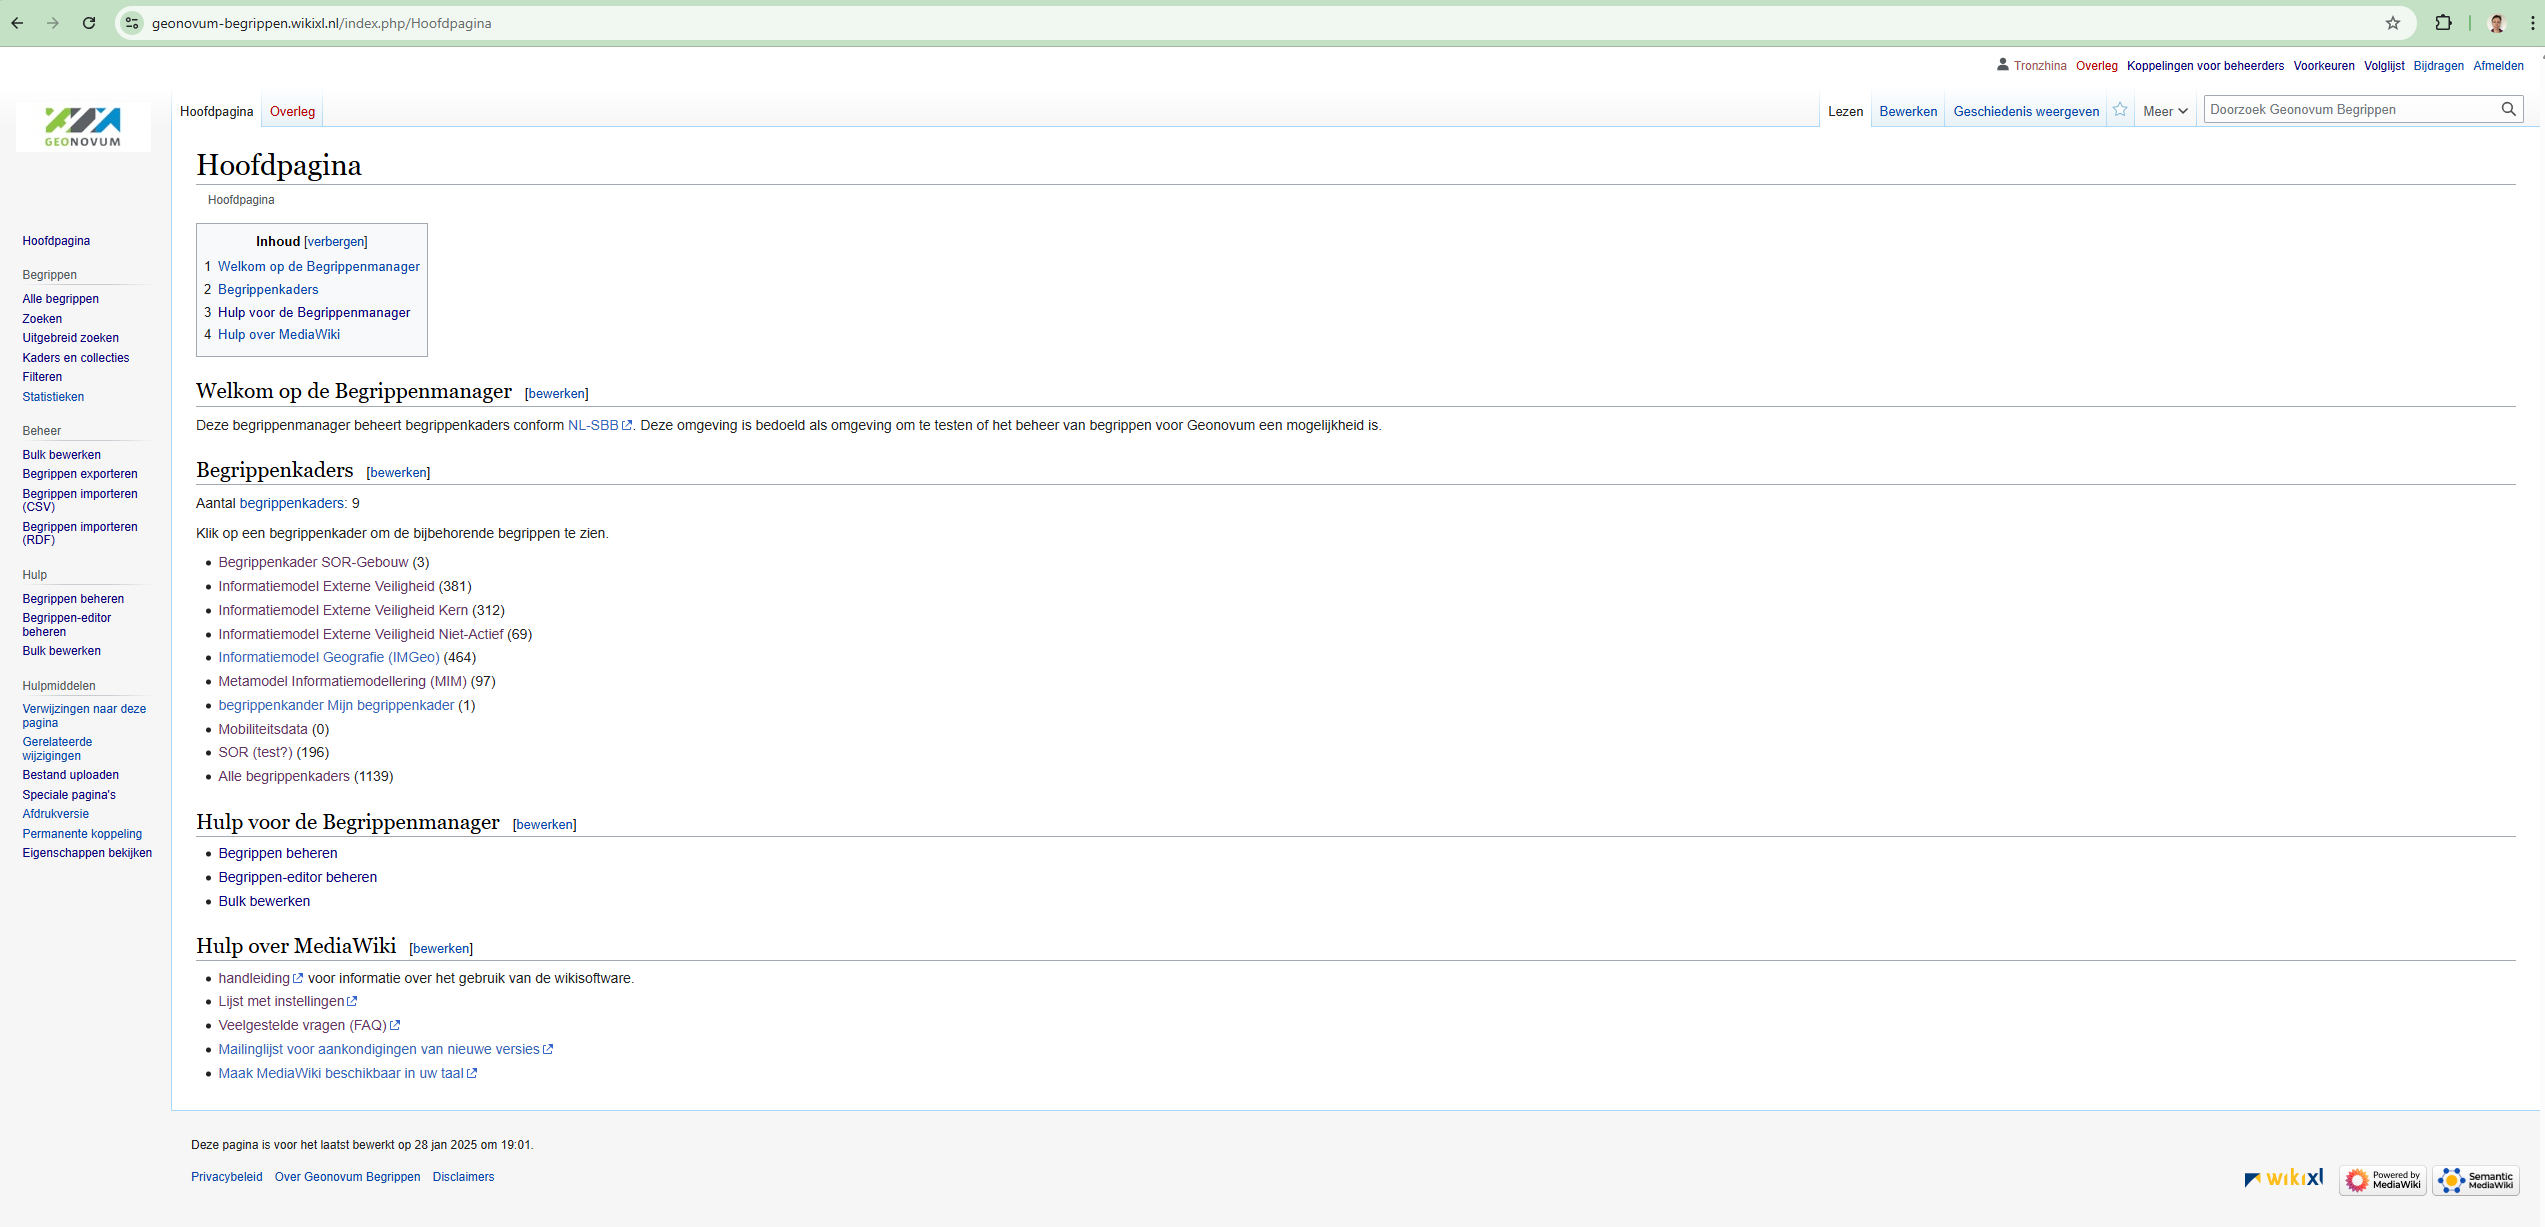 geonovum-begrippen.wikixl.nl/index.php/Hoofdpagina
Tronzhina Overleg Koppelingen voor beheerders Voorkeuren Volglijst Bijdragen Afmelden
GEONOVUM
Hoofdpagina Overleg
Lezen Bewerken Geschiedenis weergeven Meer Doorzoek Geonovum Begrippen
Hoofdpagina
Begrippen
Alle begrippen
Zoeken
Uitgebreid zoeken
Kaders en collecties
Filteren
Statistieken
Beheer
Bulk bewerken
Begrippen exporteren
Begrippen importeren
(CSV)
Begrippen importeren
(RDF)
Hulp
Begrippen beheren
Begrippen-editor
beheren
Bulk bewerken
Hulpmiddelen
Verwijzingen naar deze
pagina
Gerelateerde
wijzigingen
Bestand uploaden
Speciale pagina's
Afdrukversie
Permanente koppeling
Eigenschappen bekijken
Hoofdpagina
Hoofdpagina
Inhoud [verbergen]
1 Welkom op de Begrippenmanager
2 Begrippenkaders
3 Hulp voor de Begrippenmanager
4 Hulp over MediaWiki
Welkom op de Begrippenmanager [bewerken]
Deze begrippenmanager beheert begrippenkaders conform NL-SBB. Deze omgeving is bedoeld als omgeving om te testen of het beheer van begrippen voor Geonovum een mogelijkheid is.
Begrippenkaders [bewerken]
Aantal begrippenkaders: 9
Klik op een begrippenkader om de bijbehorende begrippen te zien.
• Begrippenkader SOR-Gebouw (3)
• Informatiemodel Externe Veiligheid (381)
• Informatiemodel Externe Veiligheid Kern (312)
• Informatiemodel Externe Veiligheid Niet-Actief (69)
• Informatiemodel Geografie (IMGeo) (464)
• Metamodel Informatiemodellering (MIM) (97)
• begrippenkander Mijn begrippenkader (1)
• Mobiliteitsdata (0)
• SOR (test?) (196)
• Alle begrippenkaders (1139)
Hulp voor de Begrippenmanager [bewerken]
• Begrippen beheren
• Begrippen-editor beheren
• Bulk bewerken
Hulp over MediaWiki [bewerken]
• handleiding voor informatie over het gebruik van de wikisoftware.
• Lijst met instellingen
• Veelgestelde vragen (FAQ)
• Mailinglijst voor aankondigingen van nieuwe versies
• Maak MediaWiki beschikbaar in uw taal
Deze pagina is voor het laatst bewerkt op 28 jan 2025 om 19:01.
Privacybeleid Over Geonovum Begrippen Disclaimers
wikixl
Powered by
MediaWiki
Semantic
MediaWiki